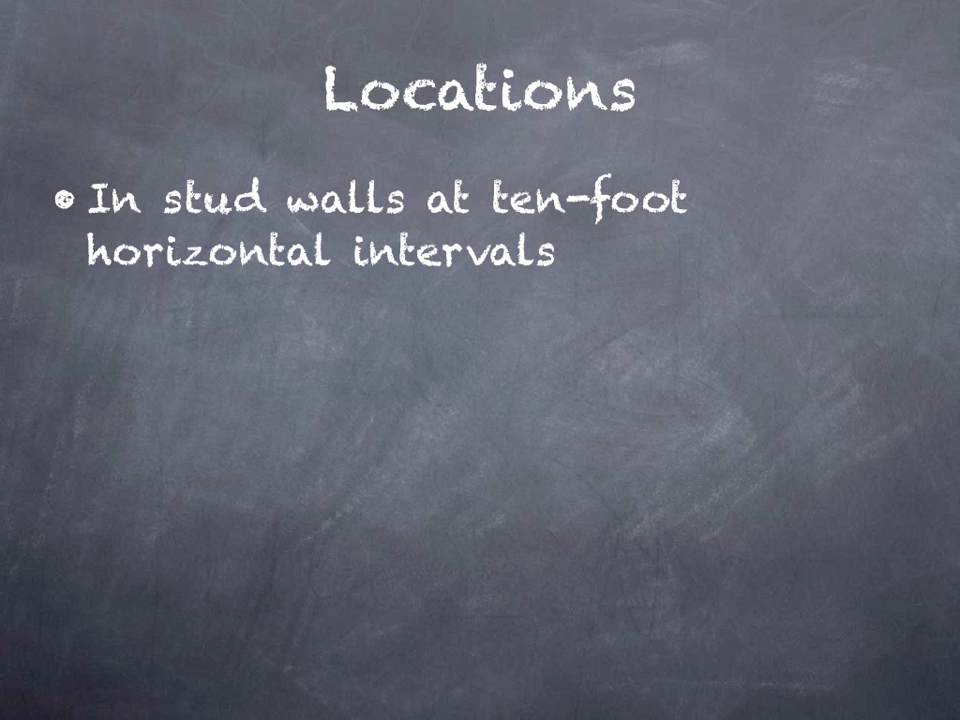 Locations
• In stud walls at ten-foot
horizontal intervals